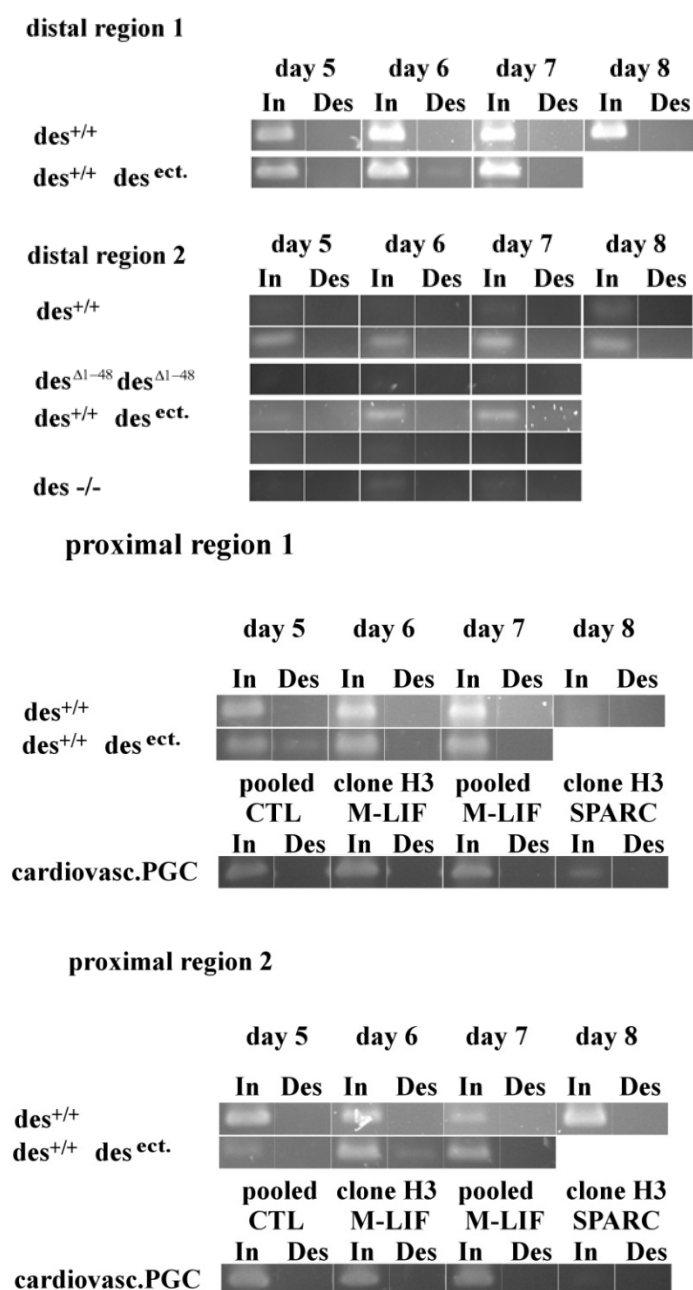 distal region 1
day 5 day 6 day 7 day 8
In Des In Des In Des In Des
des+/+
des+/+ des ect.
distal region 2
day 5 day 6 day 7 day 8
In Des In Des In Des In Des
des+/+
desΔ1-48 desΔ1-48
des+/+ des ect.
des -/-
proximal region 1
day 5 day 6 day 7 day 8
In Des In Des In Des In Des
des+/+
des+/+ des ect.
pooled clone H3 pooled clone H3
CTL M-LIF M-LIF SPARC
In Des In Des In Des In Des
cardiovasc.PGC
proximal region 2
day 5 day 6 day 7 day 8
In Des In Des In Des In Des
des+/+
des+/+ des ect.
pooled clone H3 pooled clone H3
CTL M-LIF M-LIF SPARC
In Des In Des In Des In Des
cardiovasc.PGC